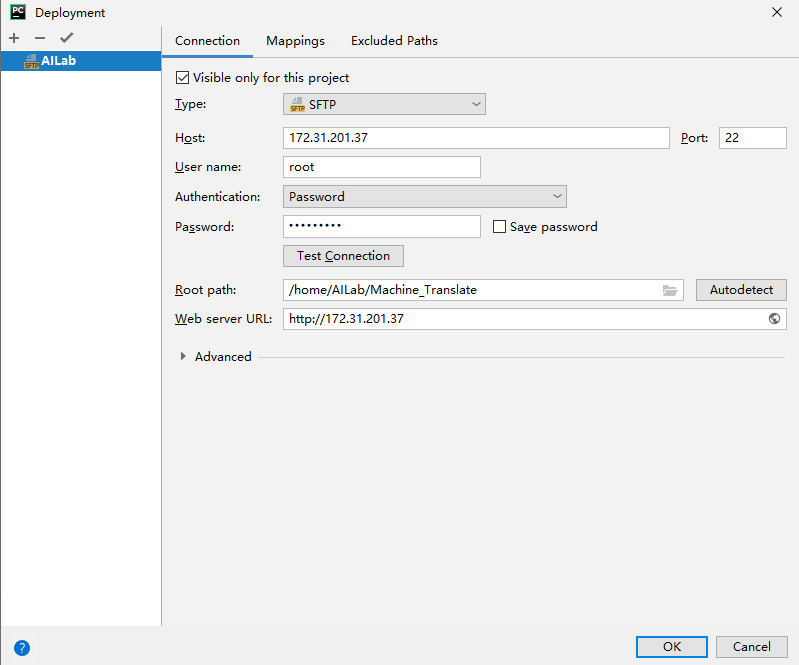 PC Deployment
Connection Mappings Excluded Paths
SFTP AILab
Visible only for this project
Type: SFTP SFTP
Host: 172.31.201.37 Port: 22
User name: root
Authentication: Password
Password: ••••••••• Save password
Test Connection
Root path: /home/AILab/Machine_Translate Autodetect
Web server URL: http://172.31.201.37
Advanced
? OK Cancel